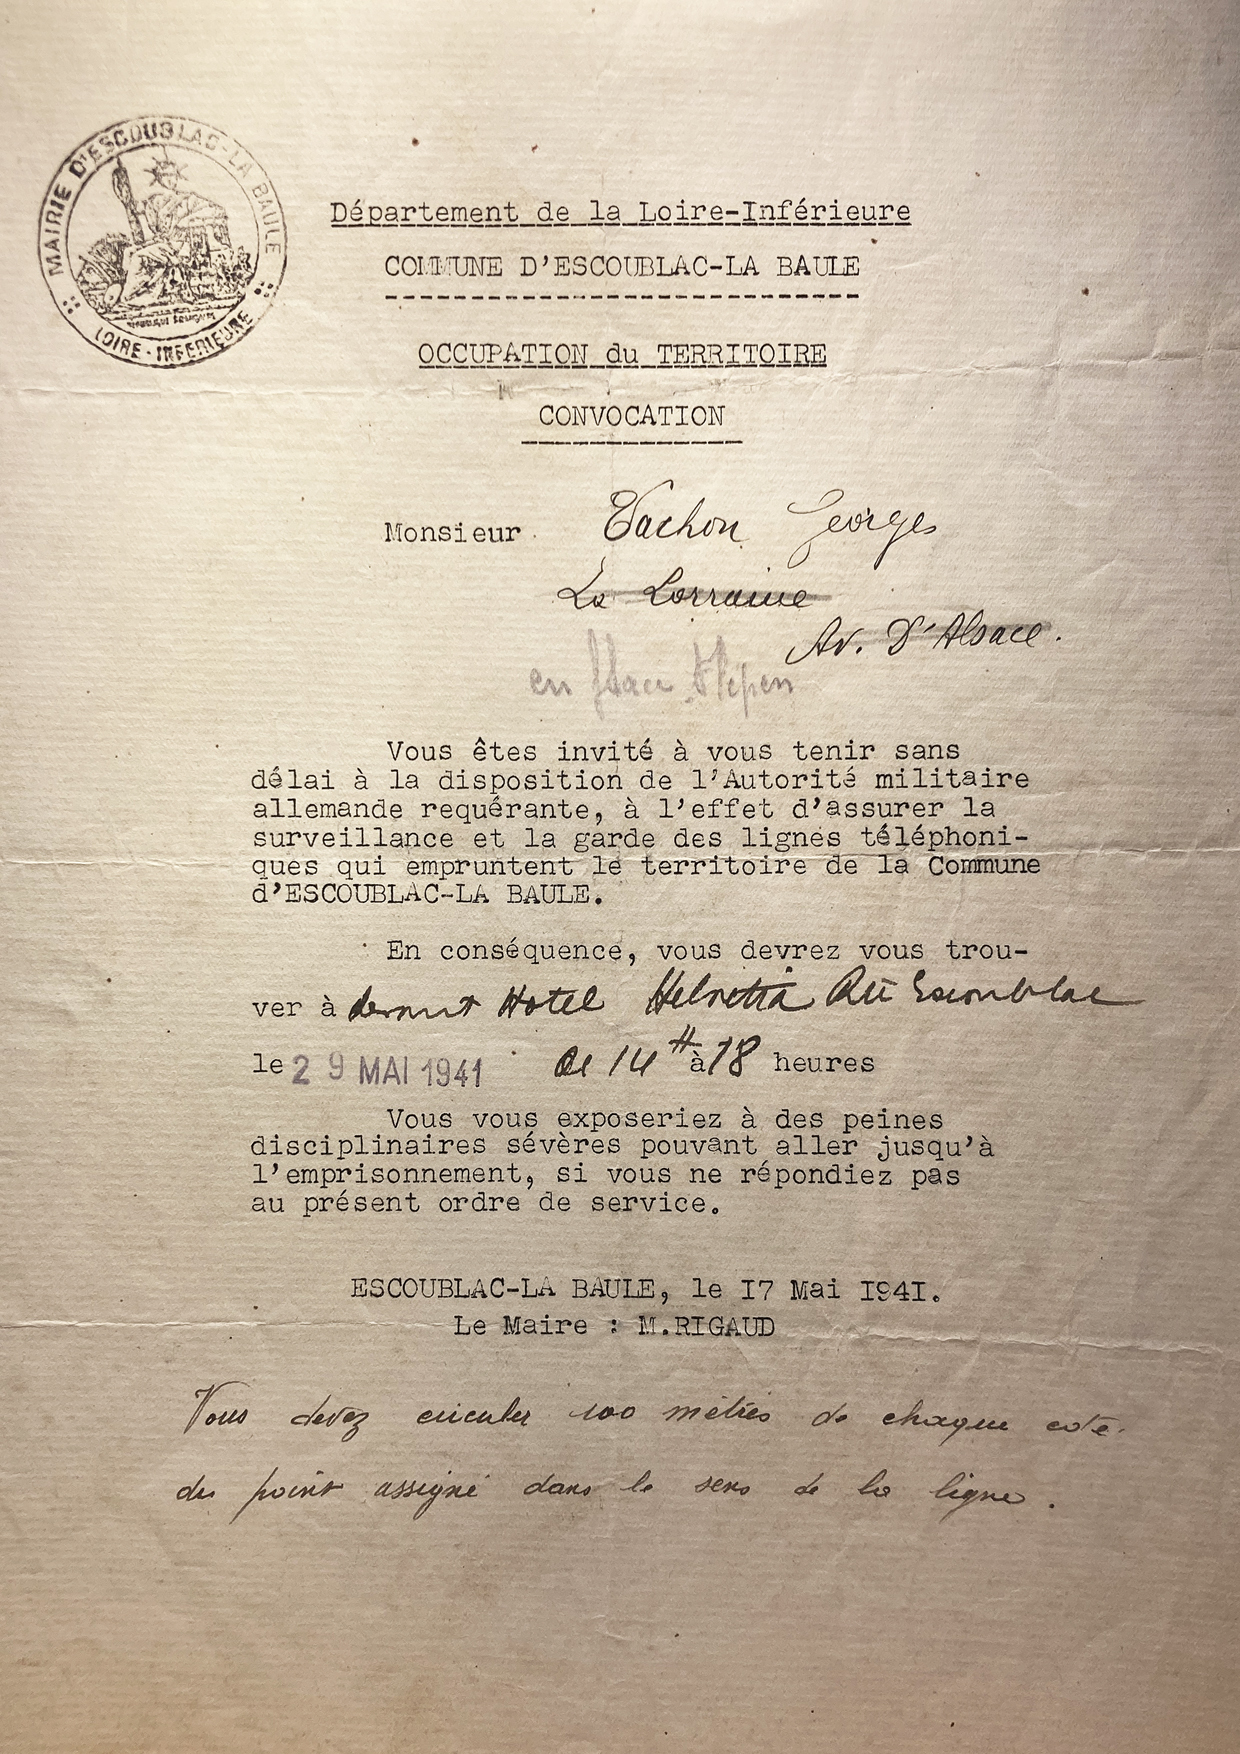 MAIRIE D'ESCOUBLAC-LA BAULE
LOIRE-INFERIEURE
Département de la Loire-Inférieure
COMMUNE D'ESCOUBLAC-LA BAULE
OCCUPATION du TERRITOIRE
CONVOCATION
Monsieur Vachon Georges
La Lorraine
Av. D'Alsace.
en
Vous êtes invité à vous tenir sans
délai à la disposition de l'Autorité militaire
allemande requérante, à l'effet d'assurer la
surveillance et la garde des lignes téléphoni-
ques qui empruntent le territoire de la Commune
d'ESCOUBLAC-LA BAULE.
En conséquence, vous devrez vous trou-
ver à devant Hotel Helvetia Rte Escoublac
le 29 MAI 1941 de 14 H à 18 heures
Vous vous exposeriez à des peines
disciplinaires sévères pouvant aller jusqu'à
l'emprisonnement, si vous ne répondiez pas
au présent ordre de service.
ESCOUBLAC-LA BAULE, le I7 Mai I94I.
Le Maire : M.RIGAUD
Vous devez circuler 100 mètres de chaque coté
du point assigné dans le sens de la ligne.